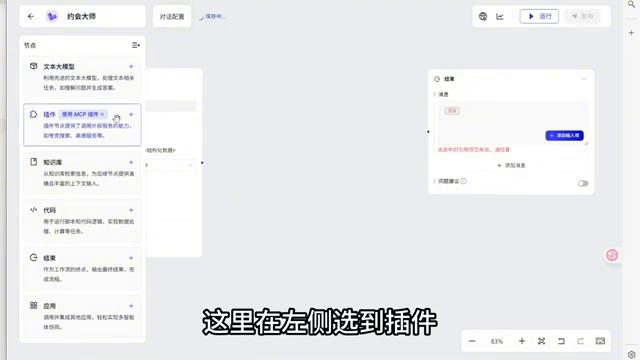 约会大师
对话配置
保存中...
运行
发布
节点
文本大模型
利用先进的文本大模型，处理文本相关
任务，如理解问题并生成答案。
插件
使用 MCP 插件 ×
插件节点提供了调用外部服务的能力，
如夸克搜索、高德服务等。
知识库
从知识库检索信息，为后续节点提供准
确且丰富的上下文输入。
代码
用于运行脚本和代码逻辑，实现数据处
理、计算等任务。
结束
作为工作流的终点，输出最终结果，完
成流程。
应用
调用并集成其他应用，轻松实现多智能
体协同。
结构化数据>
结束
消息
+ 添加输入项
消息中的引用项已失效，请检查
+ 添加消息
问题建议
83%
这里在左侧选到插件